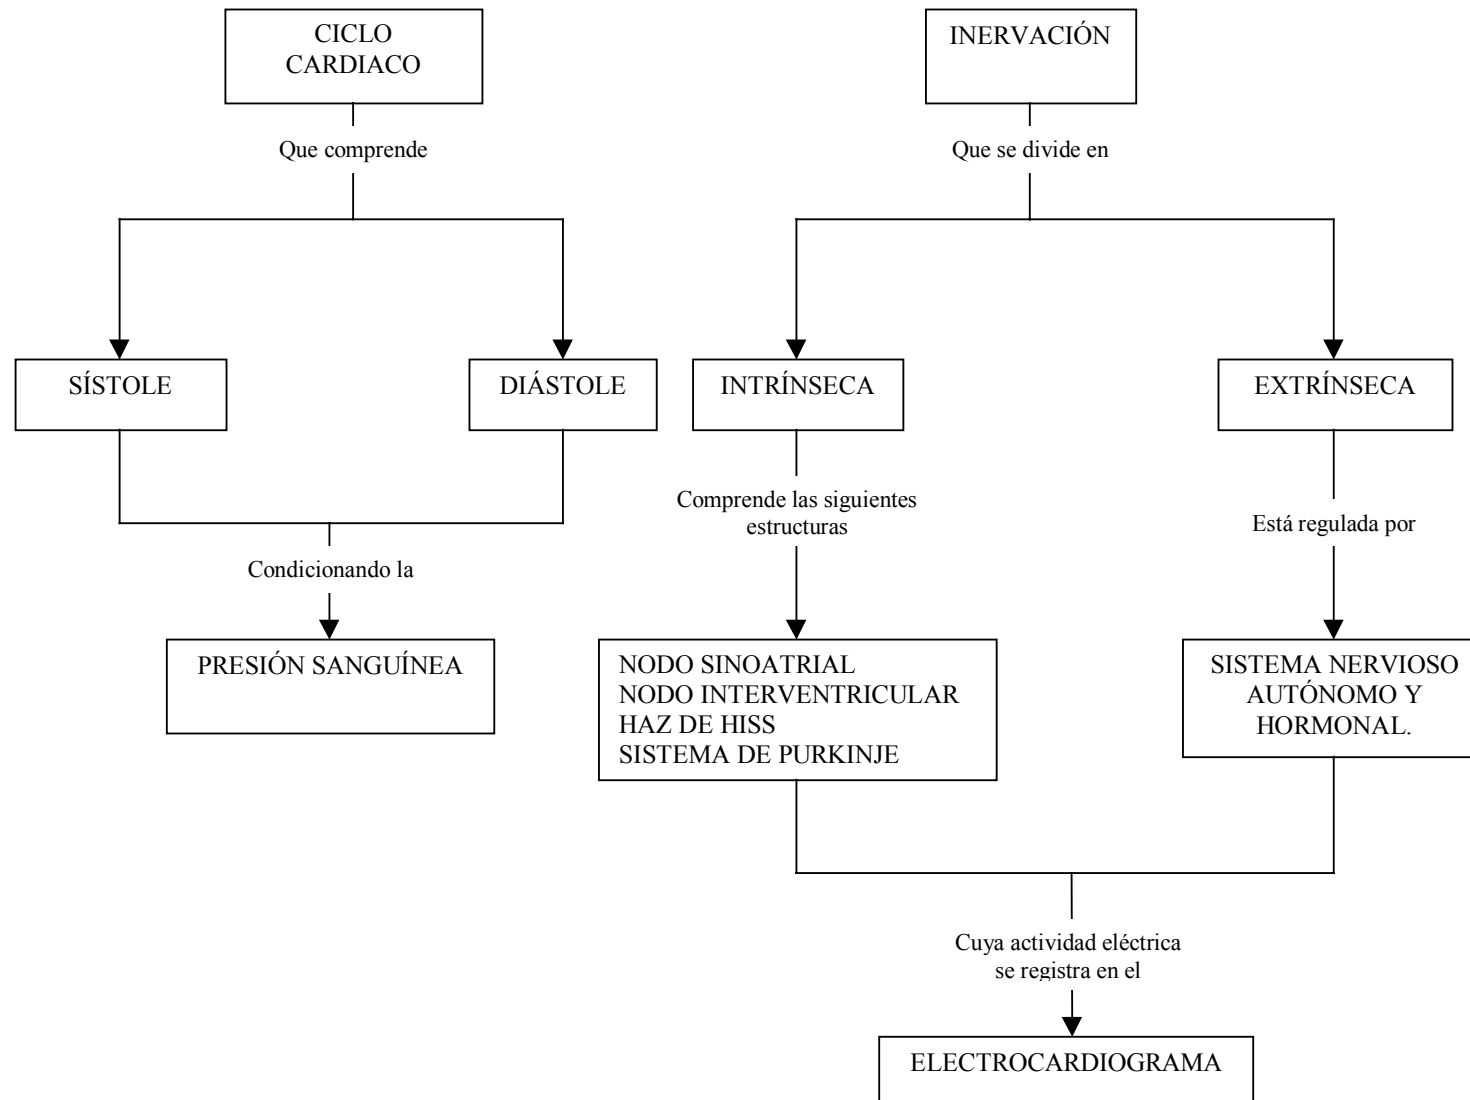 CICLO
CARDIACO
INERVACIÓN
Que comprende
Que se divide en
SÍSTOLE
DIÁSTOLE
INTRÍNSECA
EXTRÍNSECA
Comprende las siguientes
estructuras
Está regulada por
Condicionando la
PRESIÓN SANGUÍNEA
NODO SINOATRIAL
NODO INTERVENTRICULAR
HAZ DE HISS
SISTEMA DE PURKINJE
SISTEMA NERVIOSO
AUTÓNOMO Y
HORMONAL.
Cuya actividad eléctrica
se registra en el
ELECTROCARDIOGRAMA